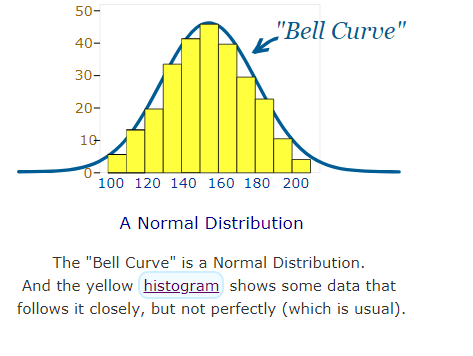 50
"Bell Curve"
40
30
20
10
0
100 120 140 160 180 200
A Normal Distribution
The "Bell Curve" is a Normal Distribution.
And the yellow histogram shows some data that
follows it closely, but not perfectly (which is usual).